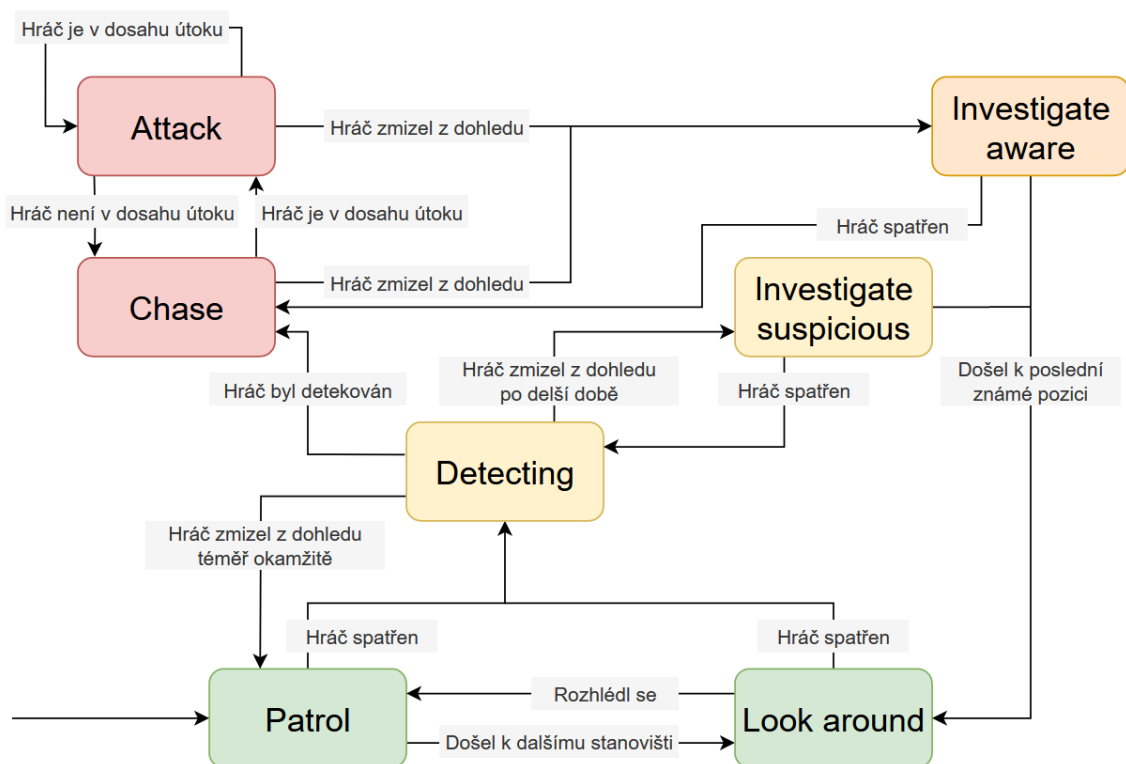 Hráč je v dosahu útoku
Attack
Hráč zmizel z dohledu
Investigate
aware
Hráč není v dosahu útoku
Hráč je v dosahu útoku
Hráč spatřen
Chase
Hráč zmizel z dohledu
Investigate
suspicious
Hráč byl detekován
Hráč zmizel z dohledu
po delší době
Hráč spatřen
Došel k poslední
známé pozici
Detecting
Hráč zmizel z dohledu
téměř okamžitě
Hráč spatřen
Hráč spatřen
Patrol
Rozhlédl se
Look around
Došel k dalšímu stanovišti